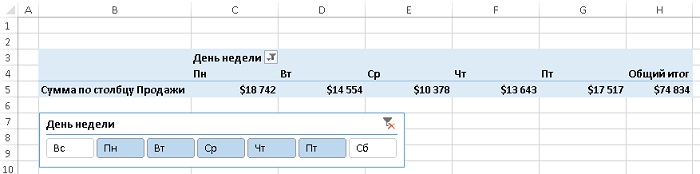 A B C D E F G H
1
2
3 День недели
4 Пн Вт Ср Чт Пт Общий итог
5 Сумма по столбцу Продажи $18 742 $14 554 $10 378 $13 643 $17 517 $74 834
6
7 День недели
8
9 Вс Пн Вт Ср Чт Пт Сб
10